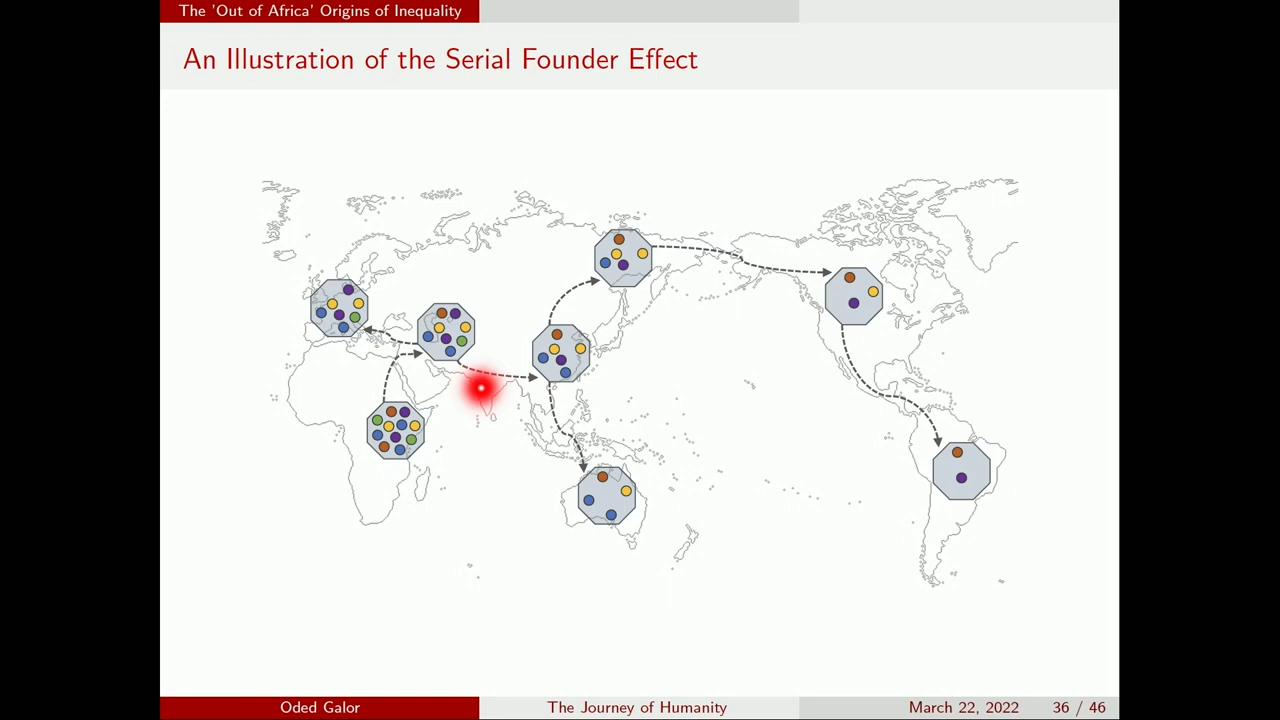 The 'Out of Africa' Origins of Inequality
An Illustration of the Serial Founder Effect
Oded Galor
The Journey of Humanity
March 22, 2022
36 / 46